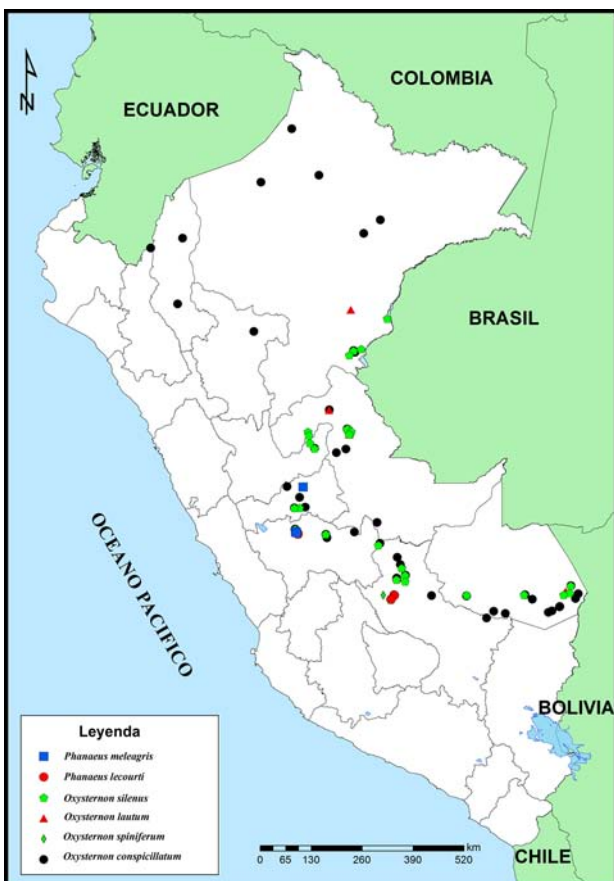 N
COLOMBIA
ECUADOR
BRASIL
OCEANO PACIFICO
BOLIVIA
CHILE
Leyenda
Phanaeus meleagris
Phanaeus lecourti
Oxysternon silenus
Oxysternon lautum
Oxysternon spiniferum
Oxysternon conspicillatum
km
0 65 130 260 390 520